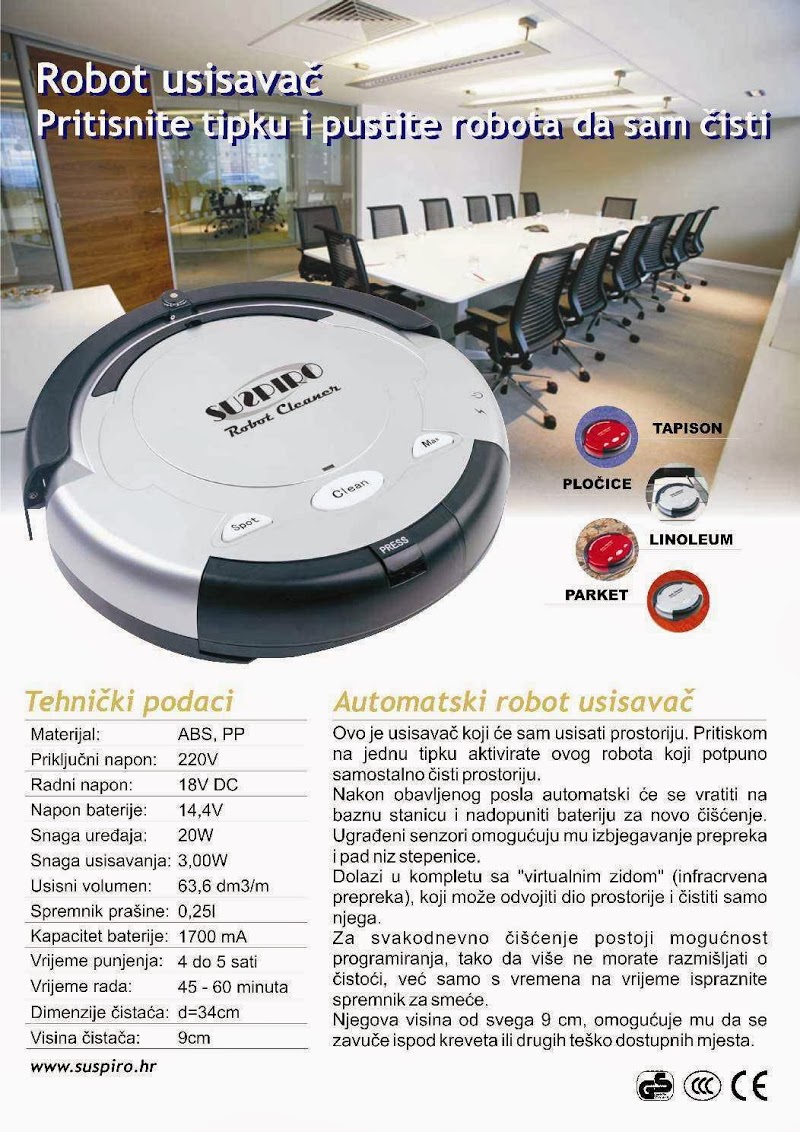 Robot usisavač
Pritisnite tipku i pustite robota da sam čisti
SUSPIRO
Robot Cleaner
Max
Clean
Spot
PRESS
TAPISON
PLOČICE
LINOLEUM
PARKET
Tehnički podaci
Materijal: ABS, PP
Priključni napon: 220V
Radni napon: 18V DC
Napon baterije: 14,4V
Snaga uređaja: 20W
Snaga usisavanja: 3,00W
Usisni volumen: 63,6 dm3/m
Spremnik prašine: 0,25l
Kapacitet baterije: 1700 mA
Vrijeme punjenja: 4 do 5 sati
Vrijeme rada: 45 - 60 minuta
Dimenzije čistaća: d=34cm
Visina čistača: 9cm
www.suspiro.hr
Automatski robot usisavač
Ovo je usisavač koji će sam usisati prostoriju. Pritiskom
na jednu tipku aktivirate ovog robota koji potpuno
samostalno čisti prostoriju.
Nakon obavljenog posla automatski će se vratiti na
baznu stanicu i nadopuniti bateriju za novo čišćenje.
Ugrađeni senzori omogućuju mu izbjegavanje prepreka
i pad niz stepenice.
Dolazi u kompletu sa "virtualnim zidom" (infracrvena
prepreka), koji može odvojiti dio prostorije i čistiti samo
njega.
Za svakodnevno čišćenje postoji mogućnost
programiranja, tako da više ne morate razmišljati o
čistoći, već samo s vremena na vrijeme ispraznite
spremnik za smeće.
Njegova visina od svega 9 cm, omogućuje mu da se
zavuče ispod kreveta ili drugih teško dostupnih mjesta.
GS CCC CE